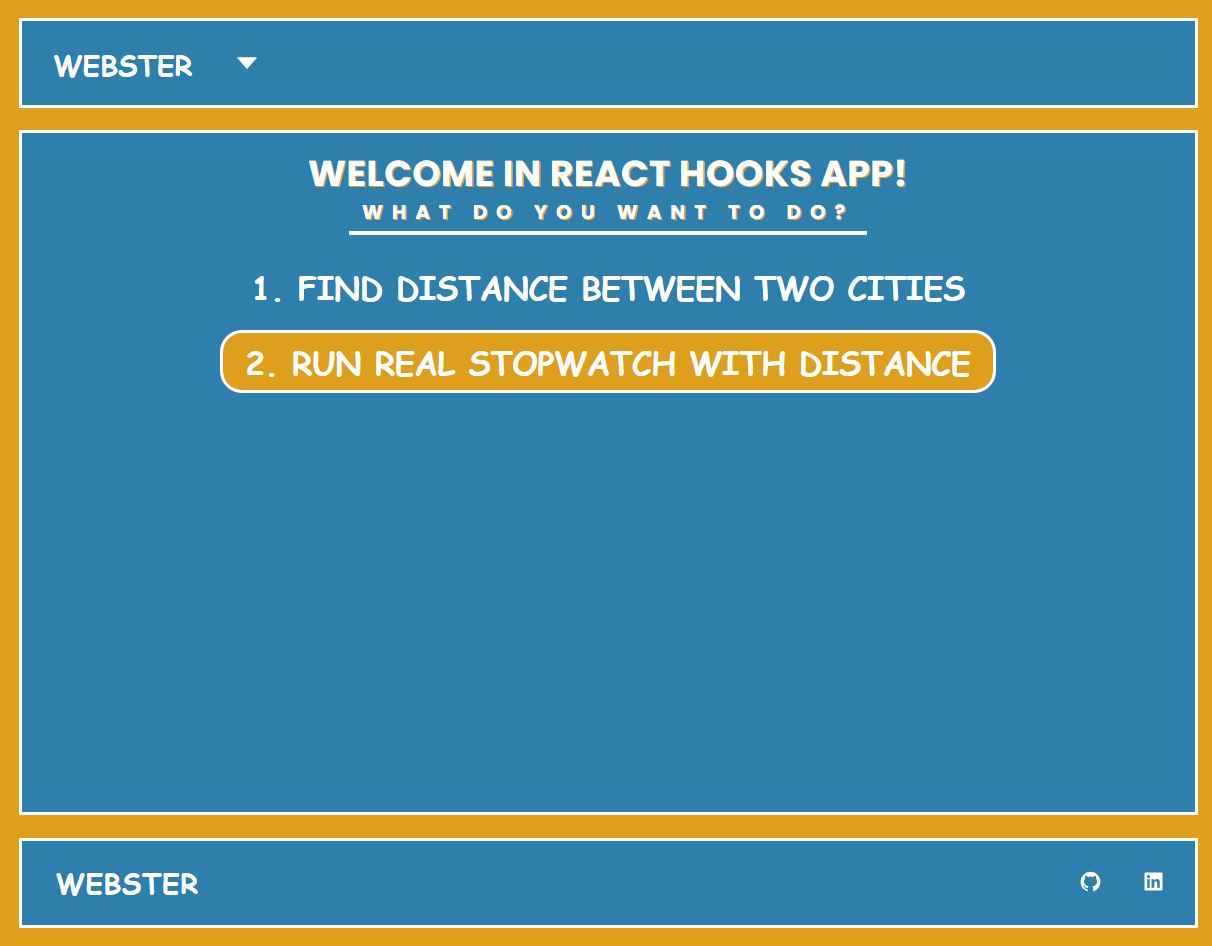 WEBSTER
WELCOME IN REACT HOOKS APP!
WHAT DO YOU WANT TO DO?
1. FIND DISTANCE BETWEEN TWO CITIES
2. RUN REAL STOPWATCH WITH DISTANCE
WEBSTER
in